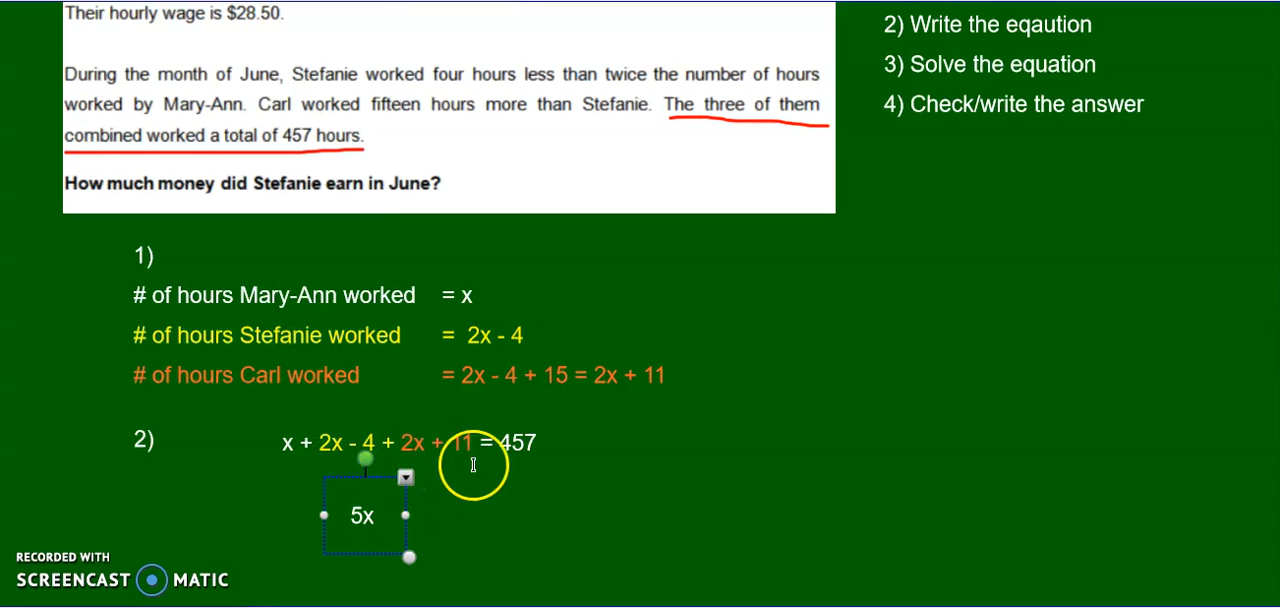 Their hourly wage is $28.50.
2) Write the eqaution
During the month of June, Stefanie worked four hours less than twice the number of hours
3) Solve the equation
worked by Mary-Ann. Carl worked fifteen hours more than Stefanie. The three of them
4) Check/write the answer
combined worked a total of 457 hours.
How much money did Stefanie earn in June?
1)
# of hours Mary-Ann worked = x
# of hours Stefanie worked = 2x - 4
# of hours Carl worked = 2x - 4 + 15 = 2x + 11
2) x + 2x - 4 + 2x + 11 = 457
5x
RECORDED WITH
SCREENCAST MATIC